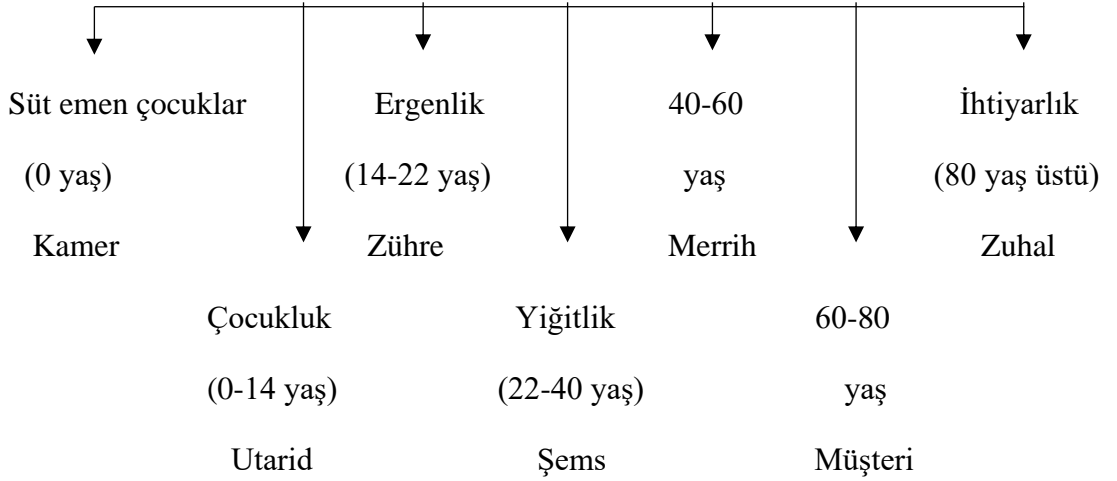 Süt emen çocuklar
(0 yaş)
Kamer
Çocukluk
(0-14 yaş)
Utarid
Ergenlik
(14-22 yaş)
Zühre
Yiğitlik
(22-40 yaş)
Şems
40-60
yaş
Merrih
60-80
yaş
Müşteri
İhtiyarlık
(80 yaş üstü)
Zuhal